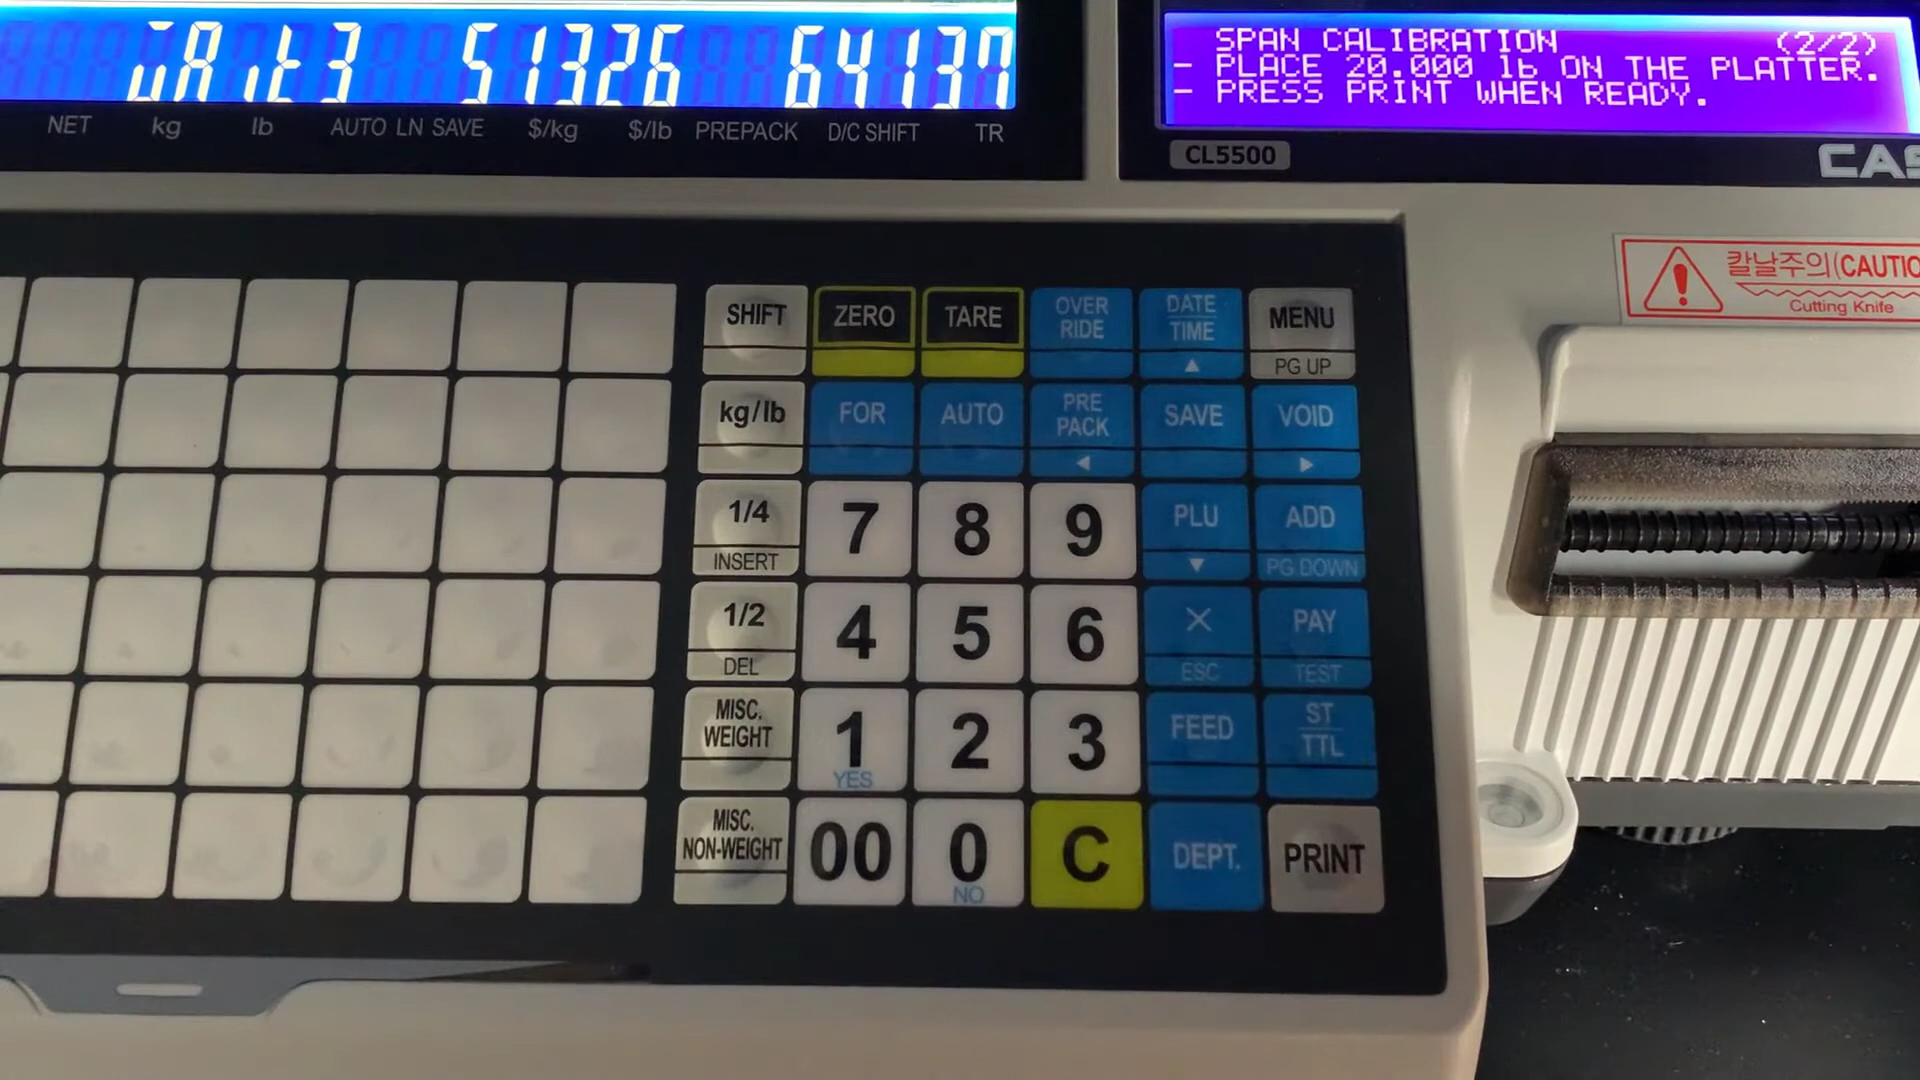 WAit3 51326 64137
NET kg lb AUTO LN SAVE $/kg $/lb PREPACK D/C SHIFT TR
SPAN CALIBRATION (2/2)
- PLACE 20.000 lb ON THE PLATTER.
- PRESS PRINT WHEN READY.
CL5500
CAS
칼날주의(CAUTIO
Cutting Knife
SHIFT ZERO TARE OVER RIDE DATE TIME MENU
PG UP
kg/lb FOR AUTO PRE PACK SAVE VOID
1/4 7 8 9 PLU ADD
INSERT PG DOWN
1/2 4 5 6 X PAY
DEL ESC TEST
MISC. WEIGHT 1 2 3 FEED ST TTL
YES
MISC. NON-WEIGHT 00 0 C DEPT. PRINT
NO